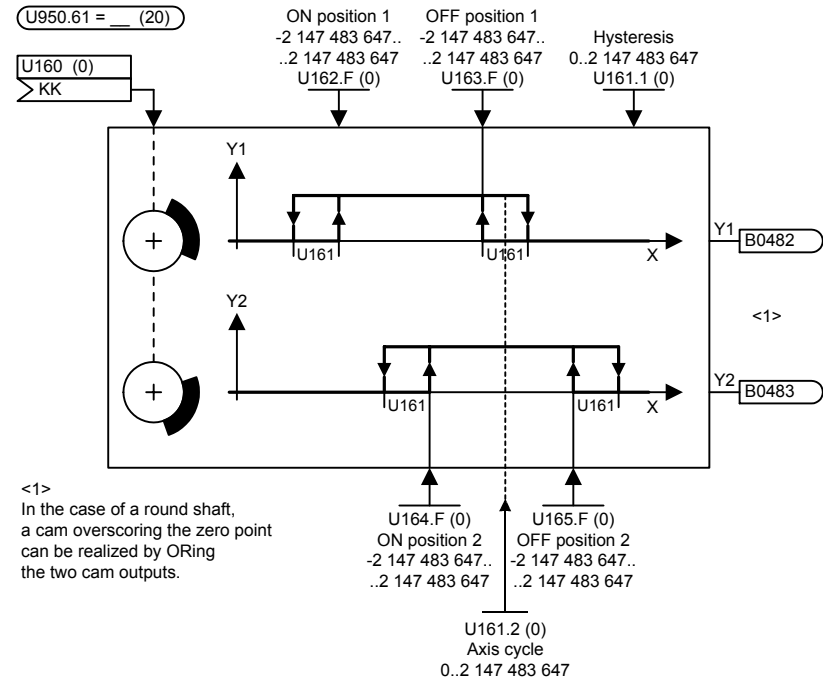 U950.61 = __ (20)
U160 (0)
KK
ON position 1
-2 147 483 647..
..2 147 483 647
U162.F (0)
OFF position 1
-2 147 483 647..
..2 147 483 647
U163.F (0)
Hysteresis
0..2 147 483 647
U161.1 (0)
Y1
U161
U161
X
Y1
B0482
<1>
Y2
U161
U161
X
Y2
B0483
<1>
In the case of a round shaft,
a cam overscoring the zero point
can be realized by ORing
the two cam outputs.
U164.F (0)
ON position 2
-2 147 483 647..
..2 147 483 647
U165.F (0)
OFF position 2
-2 147 483 647..
..2 147 483 647
U161.2 (0)
Axis cycle
0..2 147 483 647